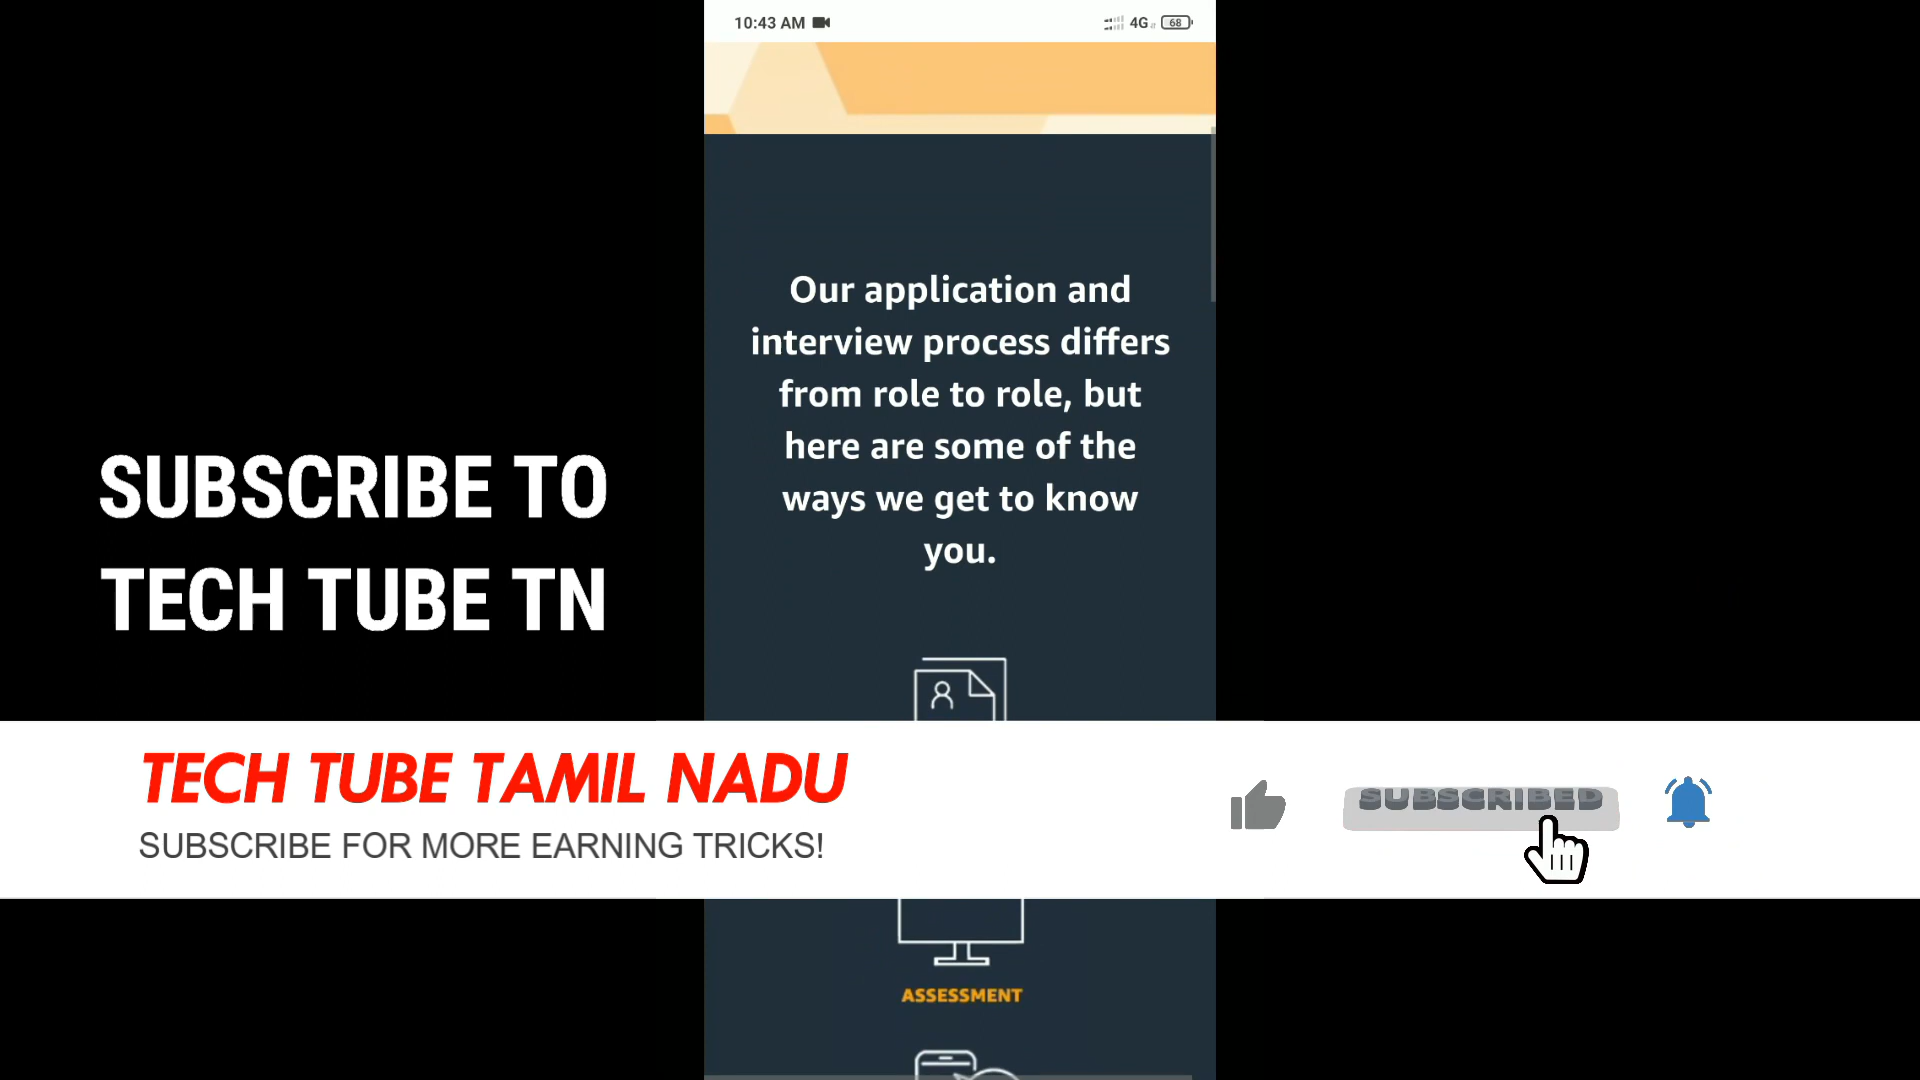 10:43 AM
4G
68
Our application and
interview process differs
from role to role, but
here are some of the
ways we get to know
you.
SUBSCRIBE TO
TECH TUBE TN
TECH TUBE TAMIL NADU
SUBSCRIBE FOR MORE EARNING TRICKS!
SUBSCRIBED
ASSESSMENT